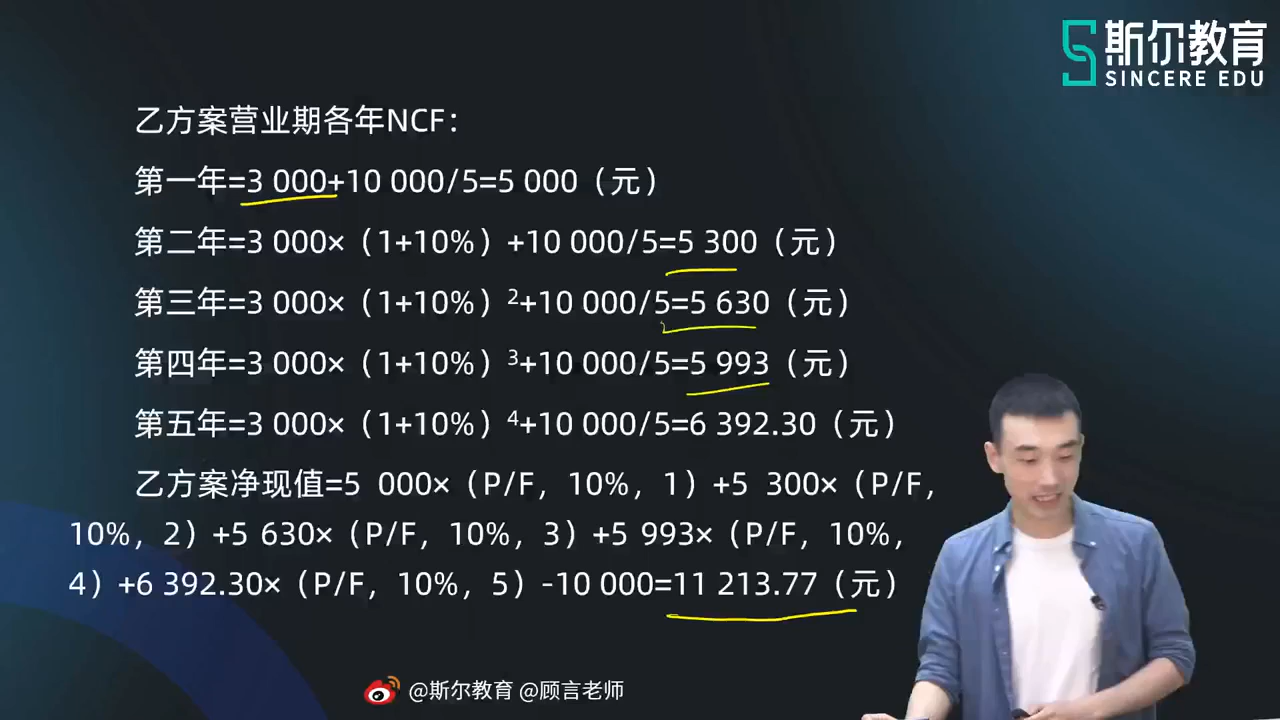 斯尔教育
SINCERE EDU
乙方案营业期各年NCF：
第一年=3 000+10 000/5=5 000（元）
第二年=3 000×（1+10%）+10 000/5=5 300（元）
第三年=3 000×（1+10%）²+10 000/5=5 630（元）
第四年=3 000×（1+10%）³+10 000/5=5 993（元）
第五年=3 000×（1+10%）⁴+10 000/5=6 392.30（元）
乙方案净现值=5 000×（P/F，10%，1）+5 300×（P/F，
10%，2）+5 630×（P/F，10%，3）+5 993×（P/F，10%，
4）+6 392.30×（P/F，10%，5）-10 000=11 213.77（元）
@斯尔教育 @顾言老师